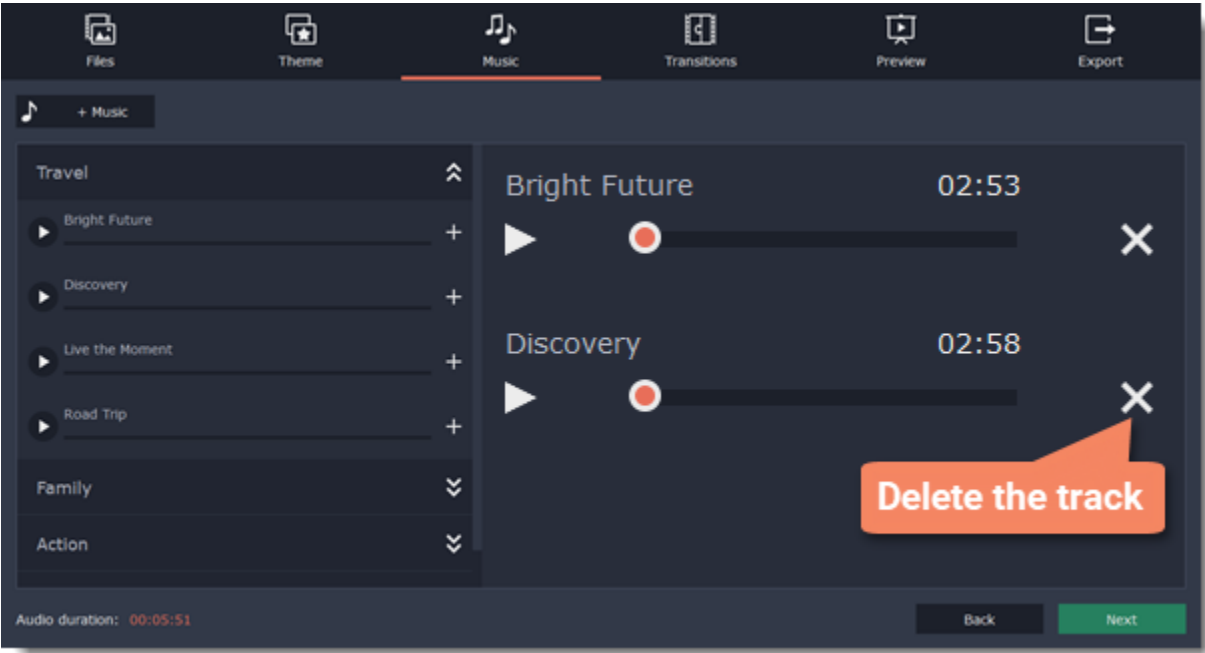 Files
Theme
Music
Transitions
Preview
Export
+ Music
Travel
Bright Future
Discovery
Live the Moment
Road Trip
Family
Action
Bright Future 02:53
Discovery 02:58
Delete the track
Audio duration: 00:05:51
Back
Next